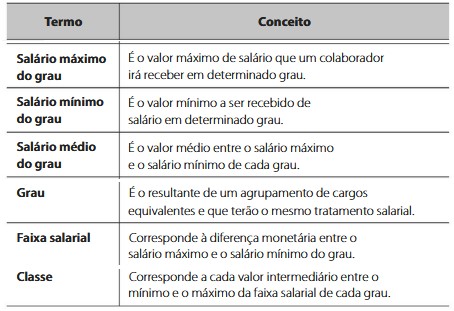 Termo Conceito
Salário máximo É o valor máximo de salário que um colaborador
do grau irá receber em determinado grau.
Salário mínimo É o valor mínimo a ser recebido de
do grau salário em determinado grau.
Salário médio É o valor médio entre o salário máximo
do grau e o salário mínimo de cada grau.
Grau É o resultante de um agrupamento de cargos
equivalentes e que terão o mesmo tratamento salarial.
Faixa salarial Corresponde à diferença monetária entre o
salário máximo e o salário mínimo do grau.
Classe Corresponde a cada valor intermediário entre o
mínimo e o máximo da faixa salarial de cada grau.